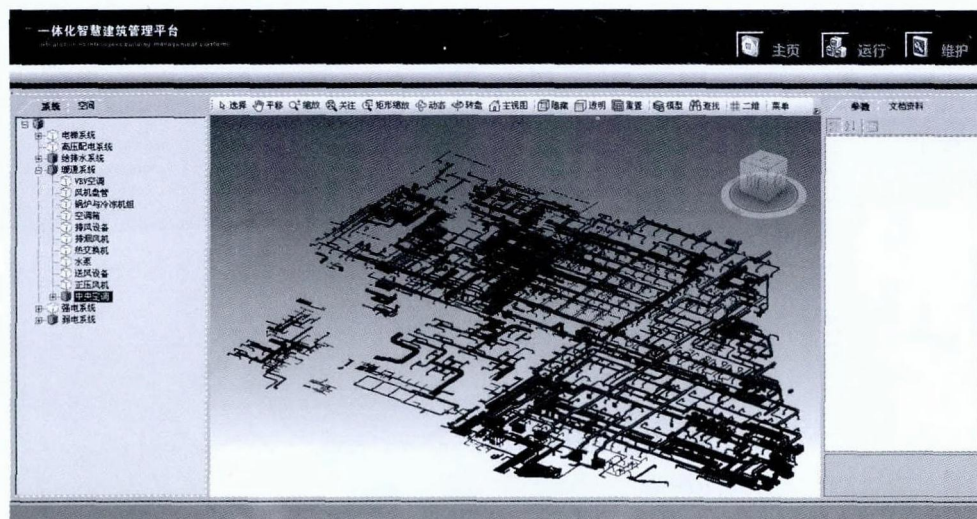 一体化智慧建筑管理平台
主页 运行 维护
系统 空间
选择 平移 缩放 关注 矩形缩放 动态 转盘 主视图 隐藏 透明 重置 模型 查找 二维 菜单
参数 文档资料
电梯系统
高压配电系统
给排水系统
暖通系统
VRV空调
风机盘管
锅炉与冷冻机组
空调箱
排风设备
排烟风机
热交换机
水泵
送风设备
正压风机
中央空调
强电系统
弱电系统